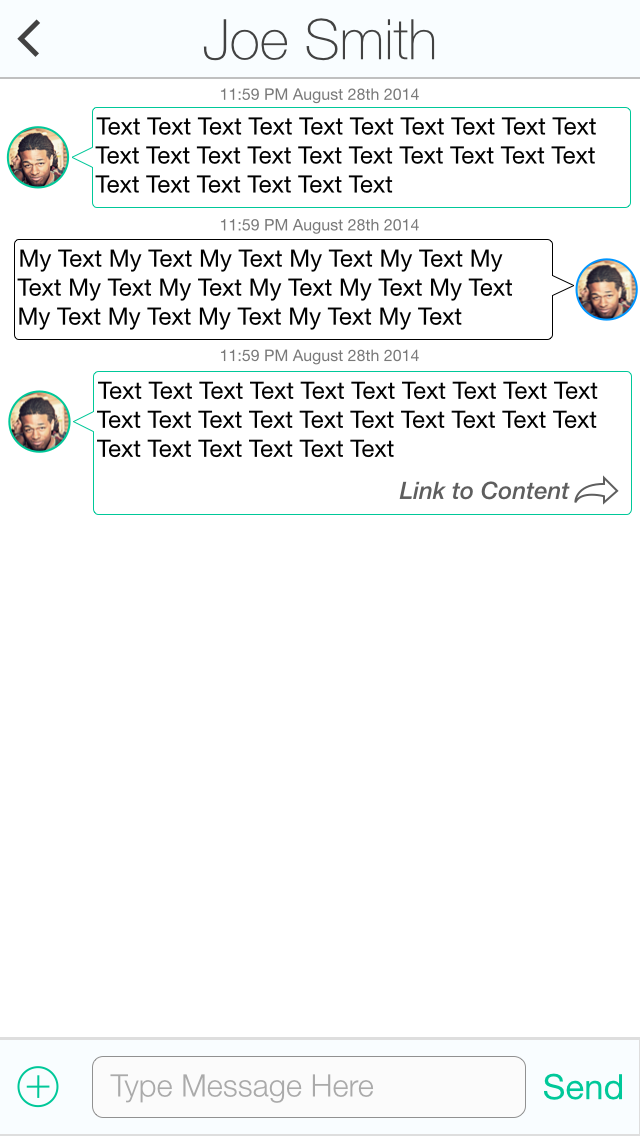 Joe Smith
11:59 PM August 28th 2014
Text Text Text Text Text Text Text Text Text Text
Text Text Text Text Text Text Text Text Text Text
Text Text Text Text Text Text
11:59 PM August 28th 2014
My Text My Text My Text My Text My Text My
Text My Text My Text My Text My Text My Text
My Text My Text My Text My Text My Text
11:59 PM August 28th 2014
Text Text Text Text Text Text Text Text Text Text
Text Text Text Text Text Text Text Text Text Text
Text Text Text Text Text Text
Link to Content
Type Message Here
Send